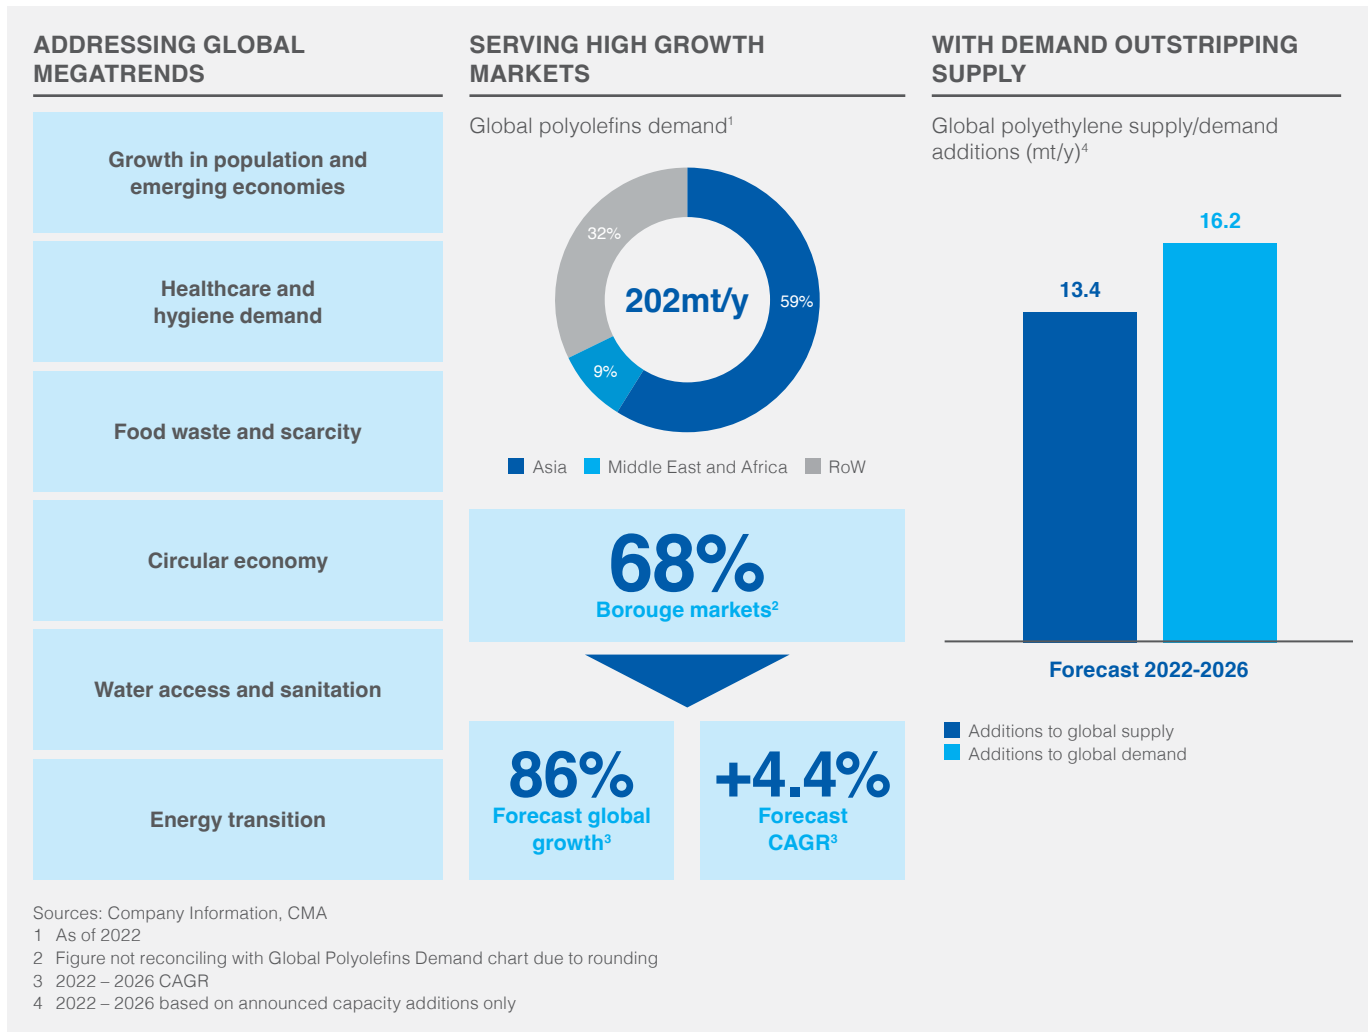 ADDRESSING GLOBAL
MEGATRENDS
Growth in population and
emerging economies
Healthcare and
hygiene demand
Food waste and scarcity
Circular economy
Water access and sanitation
Energy transition
SERVING HIGH GROWTH
MARKETS
Global polyolefins demand¹
32%
202mt/y
59%
9%
Asia
Middle East and Africa
RoW
68%
Borouge markets²
86%
Forecast global
growth³
+4.4%
Forecast
CAGR³
WITH DEMAND OUTSTRIPPING
SUPPLY
Global polyethylene supply/demand
additions (mt/y)⁴
16.2
13.4
Forecast 2022-2026
Additions to global supply
Additions to global demand
Sources: Company Information, CMA
1 As of 2022
2 Figure not reconciling with Global Polyolefins Demand chart due to rounding
3 2022 – 2026 CAGR
4 2022 – 2026 based on announced capacity additions only